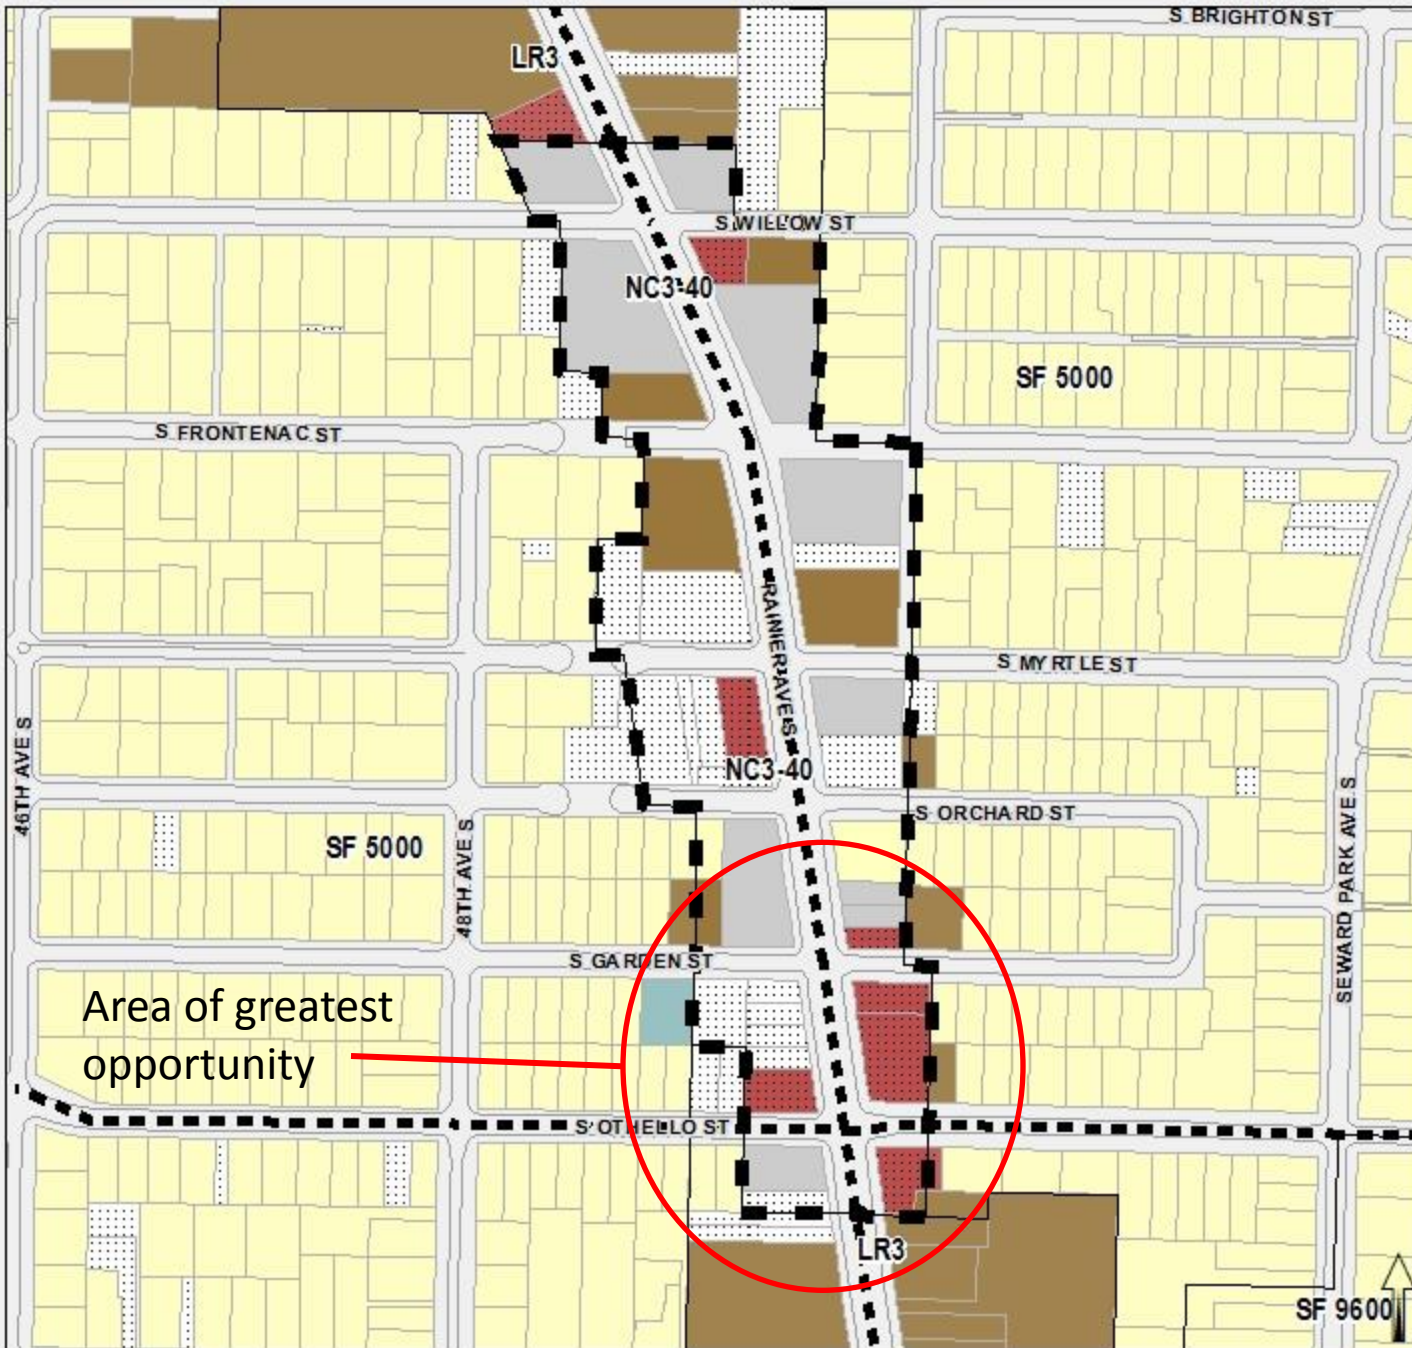 S BRIGHTON ST
LR3
S WILLOW ST
NC3-40
SF 5000
S FRONTENAC ST
RAINIER AVE S
S MYRTLE ST
46TH AVE S
NC3-40
S ORCHARD ST
SF 5000
48TH AVE S
SEWARD PARK AVE S
S GARDEN ST
Area of greatest
opportunity
S OTHELLO ST
LR3
SF 9600